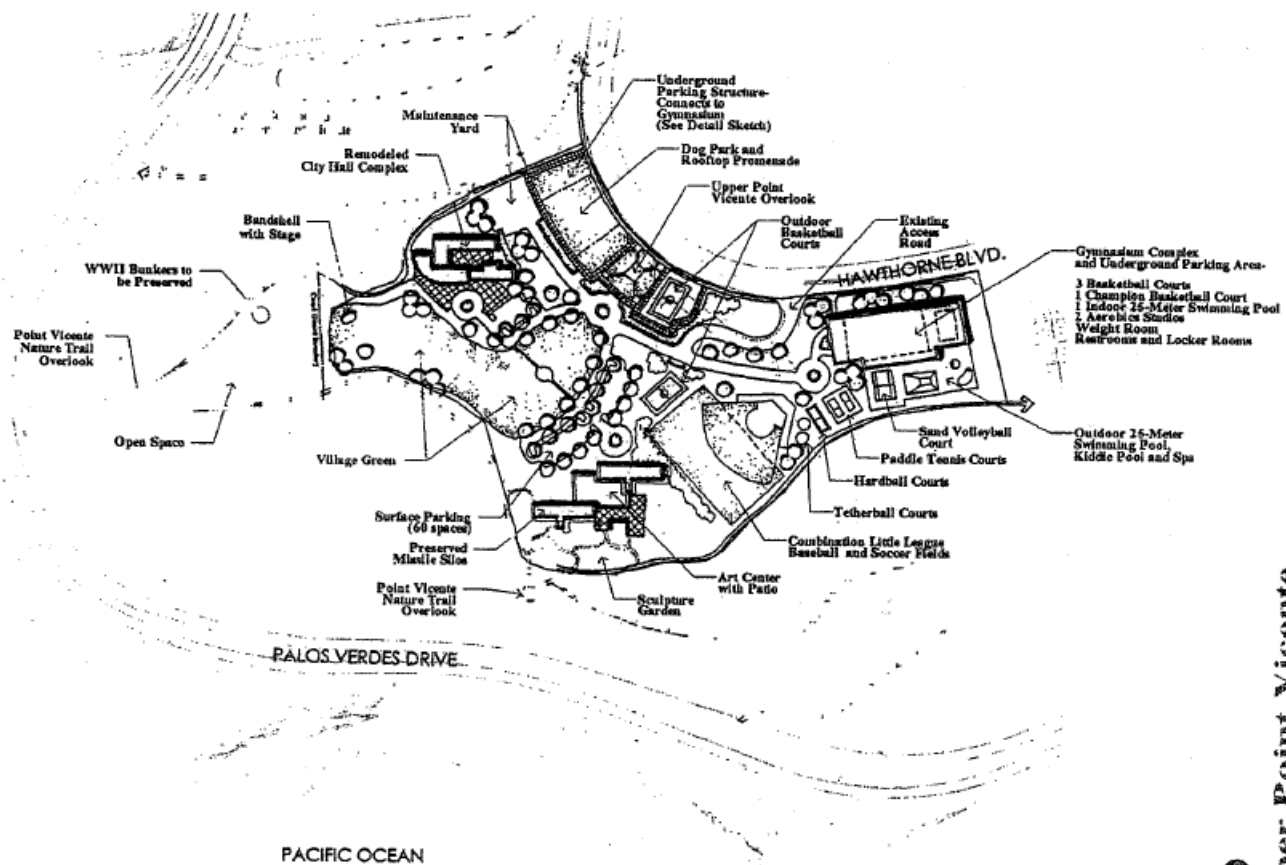 Underground
Parking Structure-
Connects to
Gymnasium
(See Detail Sketch)
Maintenance
Yard
Dog Park and
Rooftop Promenade
Remodeled
City Hall Complex
Upper Point
Vicente Overlook
Bandshell
with Stage
Outdoor
Basketball
Courts
Existing
Access
Road
HAWTHORNE BLVD.
Gymnasium Complex
and Underground Parking Area-
3 Basketball Courts
1 Champion Basketball Court
1 Indoor 25-Meter Swimming Pool
2 Aerobics Studios
Weight Room
Restrooms and Locker Rooms
WWII Bunkers to
be Preserved
Point Vicente
Nature Trail
Overlook
Open Space
Village Green
Sand Volleyball
Court
Outdoor 25-Meter
Swimming Pool,
Kiddie Pool and Spa
Paddle Tennis Courts
Hardball Courts
Tetherball Courts
Surface Parking
(60 spaces)
Preserved
Missile Silos
Combination Little League
Baseball and Soccer Fields
Art Center
with Patio
Point Vicente
Nature Trail
Overlook
Sculpture
Garden
PALOS VERDES DRIVE
PACIFIC OCEAN
Point Vicente